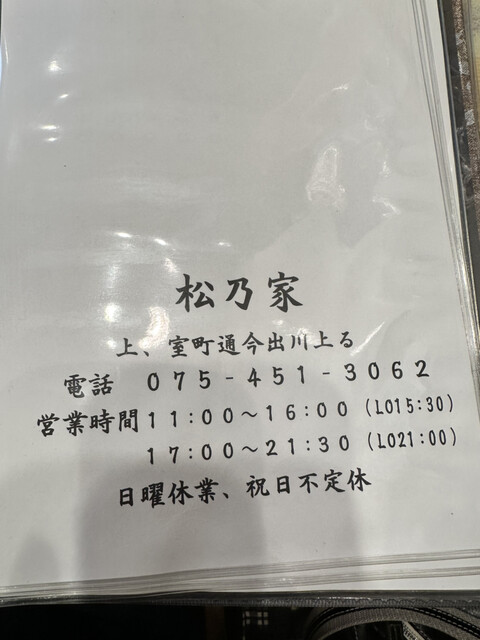 松乃家
上、室町通今出川上る
電話 075-451-3062
営業時間11:00～16:00(LO15:30)
17:00～21:30(LO21:00)
日曜休業、祝日不定休